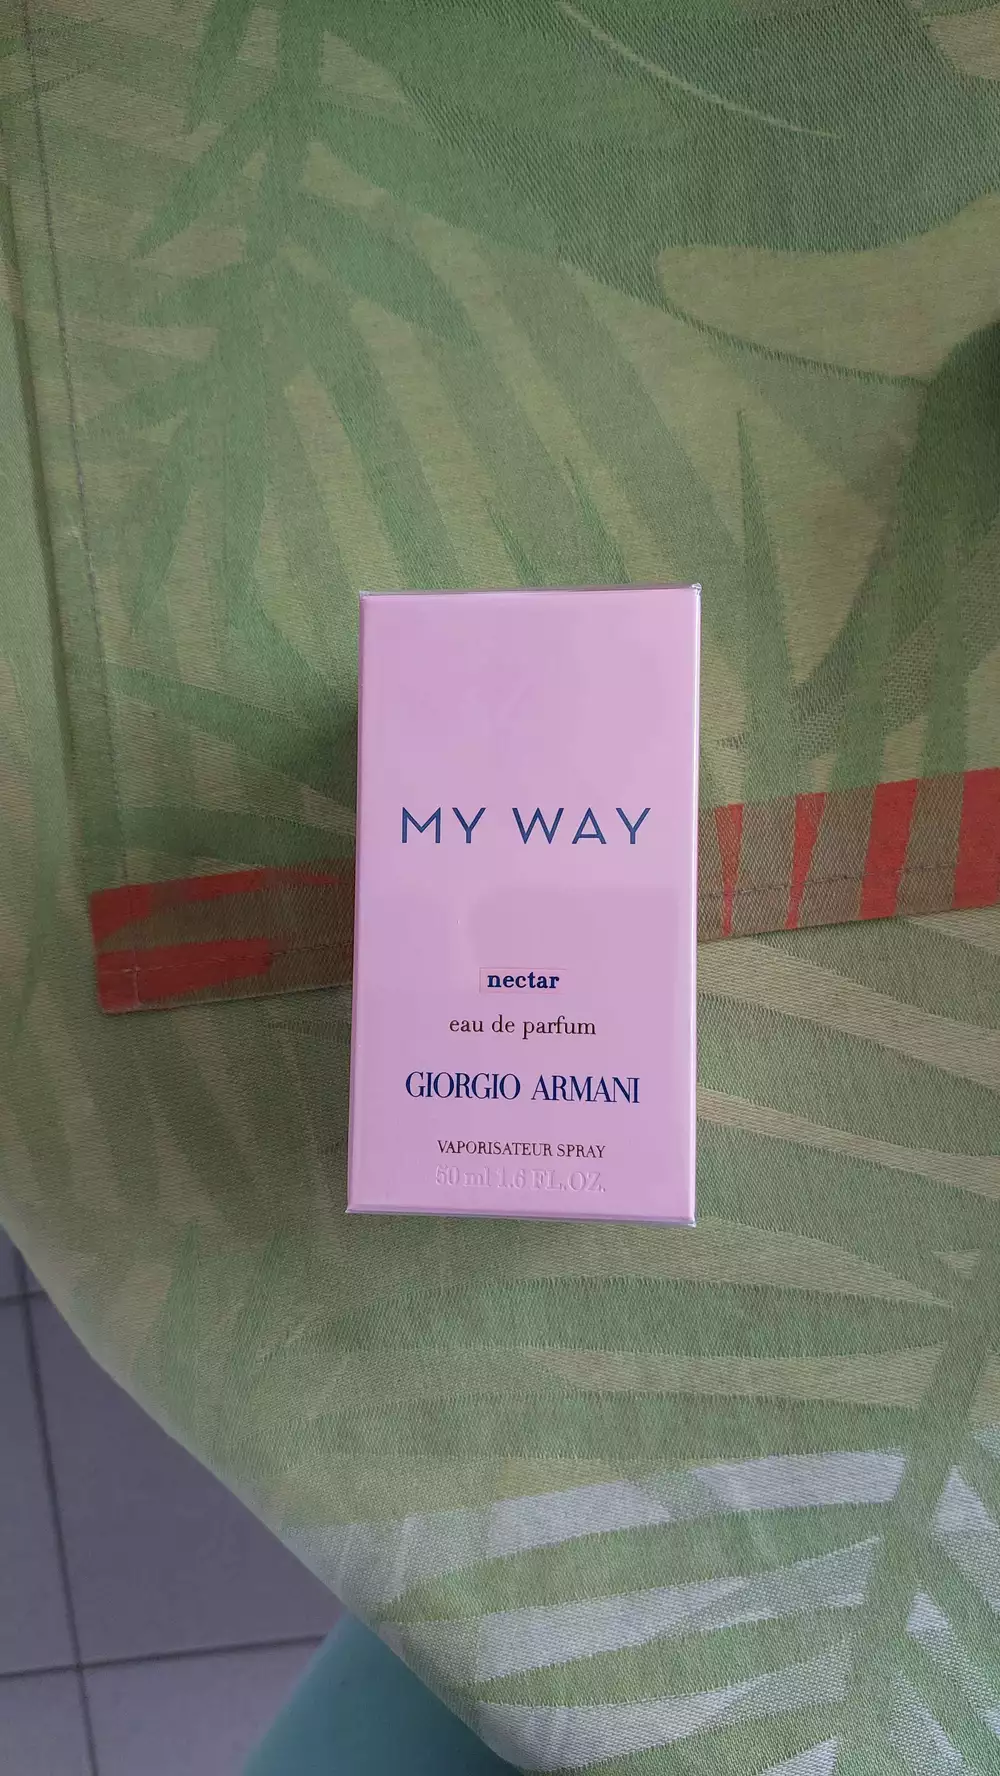 MY WAY
nectar
eau de parfum
GIORGIO ARMANI
VAPORISATEUR SPRAY
50 ml 1.6 FL.OZ.